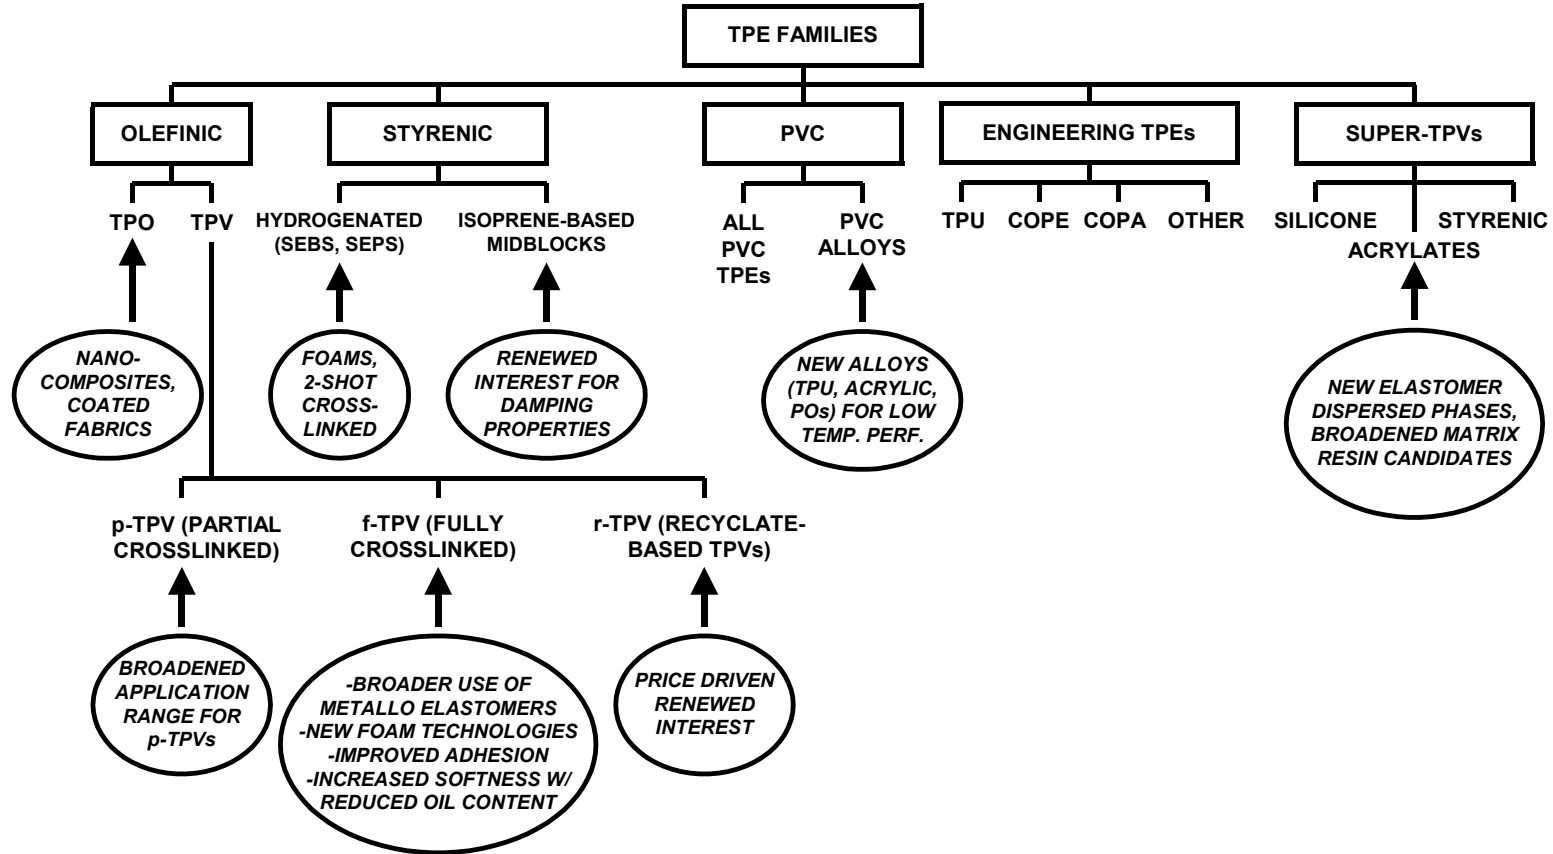 TPE FAMILIES
OLEFINIC
STYRENIC
PVC
ENGINEERING TPEs
SUPER-TPVs
TPO
TPV
HYDROGENATED
(SEBS, SEPS)
ISOPRENE-BASED
MIDBLOCKS
ALL
PVC
TPEs
PVC
ALLOYS
TPU
COPE
COPA
OTHER
SILICONE
STYRENIC
ACRYLATES
NANO-
COMPOSITES,
COATED
FABRICS
FOAMS,
2-SHOT
CROSS-
LINKED
RENEWED
INTEREST FOR
DAMPING
PROPERTIES
NEW ALLOYS
(TPU, ACRYLIC,
POs) FOR LOW
TEMP. PERF.
NEW ELASTOMER
DISPERSED PHASES,
BROADENED MATRIX
RESIN CANDIDATES
p-TPV (PARTIAL
CROSSLINKED)
f-TPV (FULLY
CROSSLINKED)
r-TPV (RECYCLATE-
BASED TPVs)
BROADENED
APPLICATION
RANGE FOR
p-TPVs
-BROADER USE OF
METALLO ELASTOMERS
-NEW FOAM TECHNOLOGIES
-IMPROVED ADHESION
-INCREASED SOFTNESS W/
REDUCED OIL CONTENT
PRICE DRIVEN
RENEWED
INTEREST